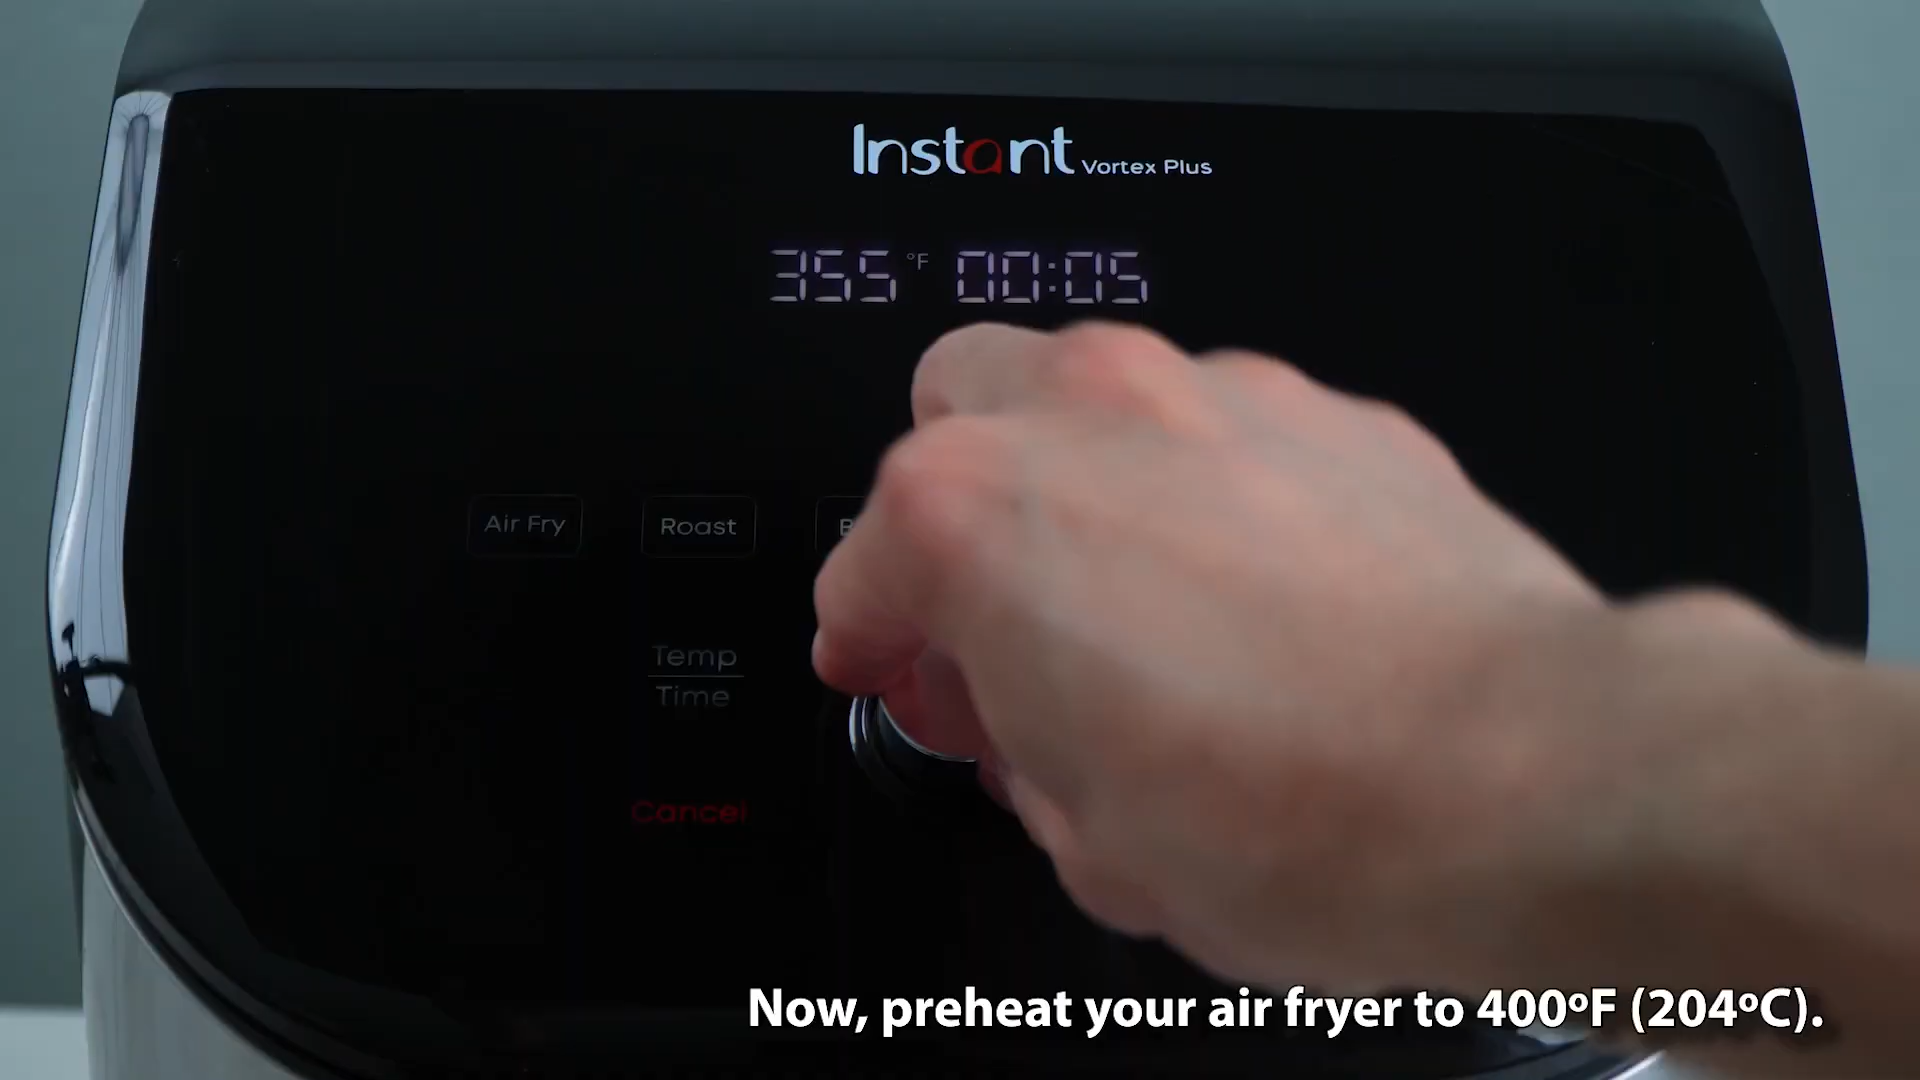 Instant Vortex Plus
355 °F 00:05
Air Fry Roast
Temp
Time
Cancel
Now, preheat your air fryer to 400ºF (204ºC).